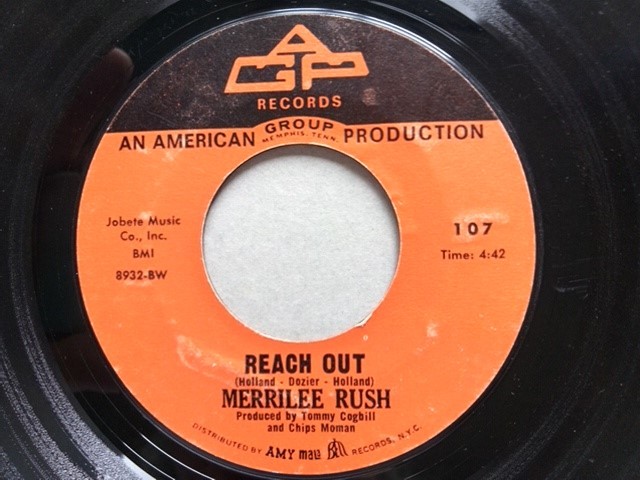 AGP
RECORDS
AN AMERICAN GROUP PRODUCTION
MEMPHIS, TENN.
Jobete Music
Co., Inc.
BMI
8932-BW
107
Time: 4:42
REACH OUT
(Holland - Dozier - Holland)
MERRILEE RUSH
Produced by Tommy Cogbill
and Chips Moman
DISTRIBUTED BY AMY mala Bell RECORDS, N.Y.C.